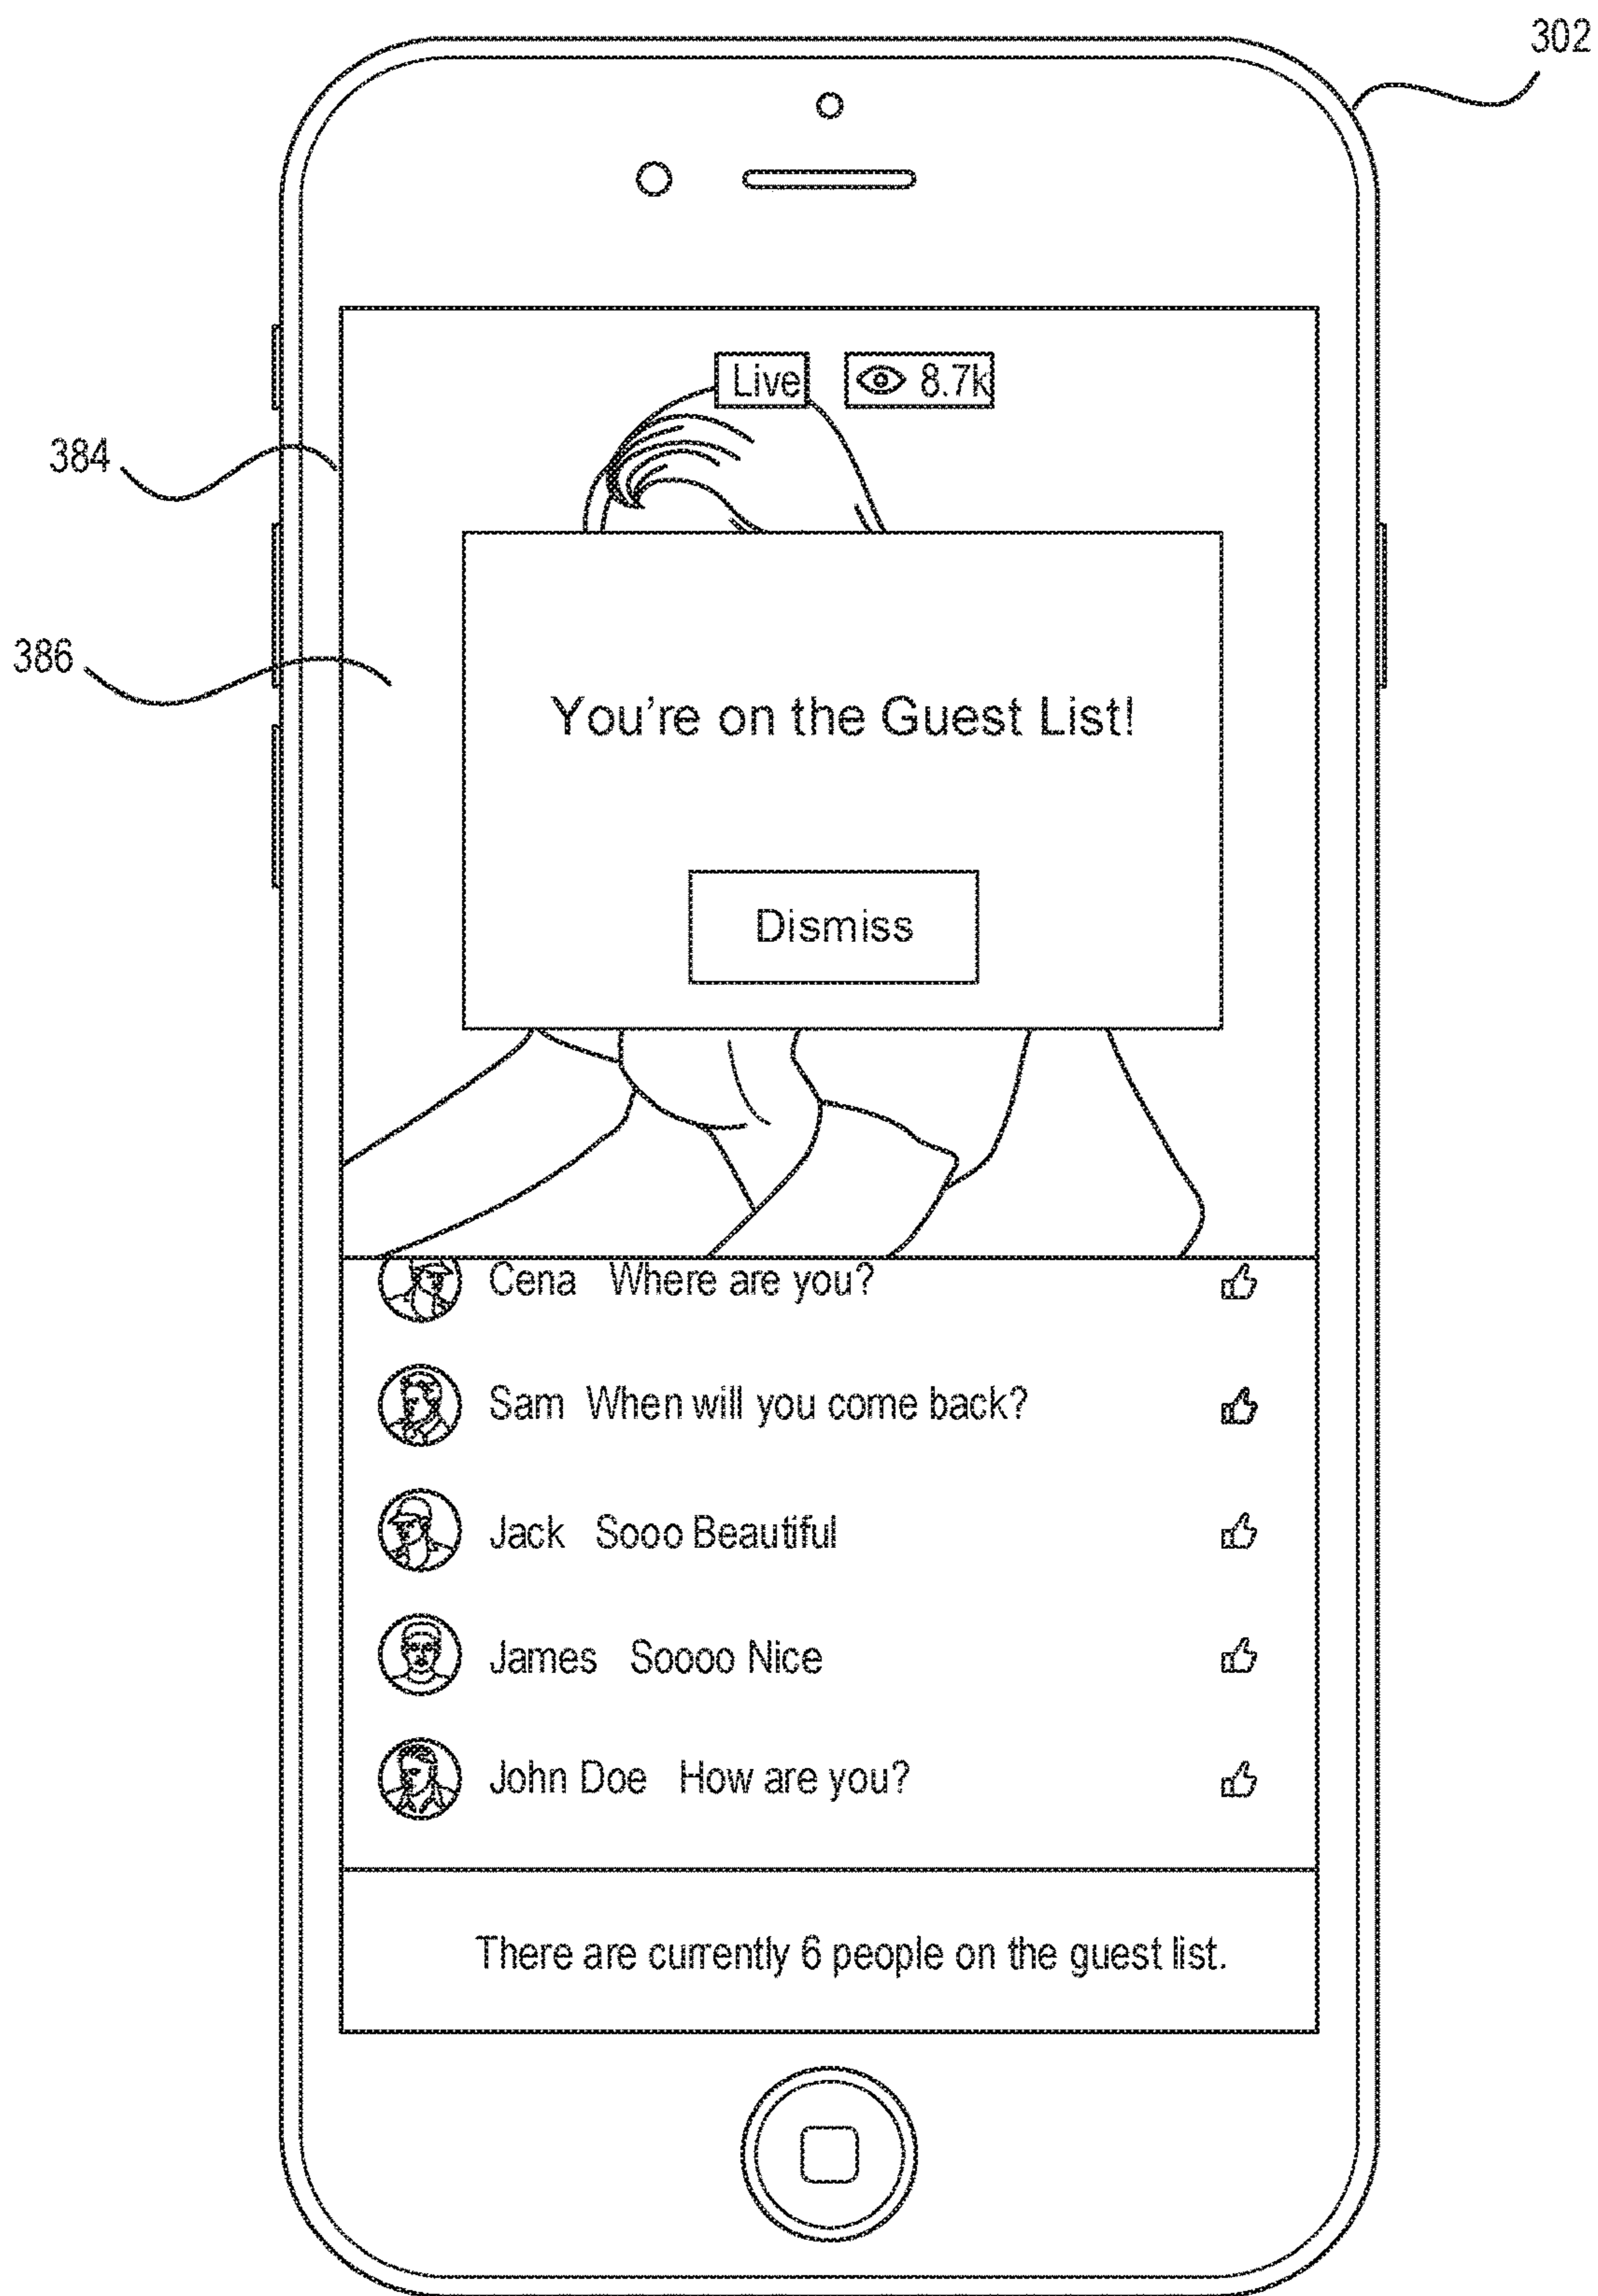 302
Live 8.7k
384
386
You're on the Guest List!
Dismiss
Cena Where are you?
Sam When will you come back?
Jack Sooo Beautiful
James Soooo Nice
John Doe How are you?
There are currently 6 people on the guest list.